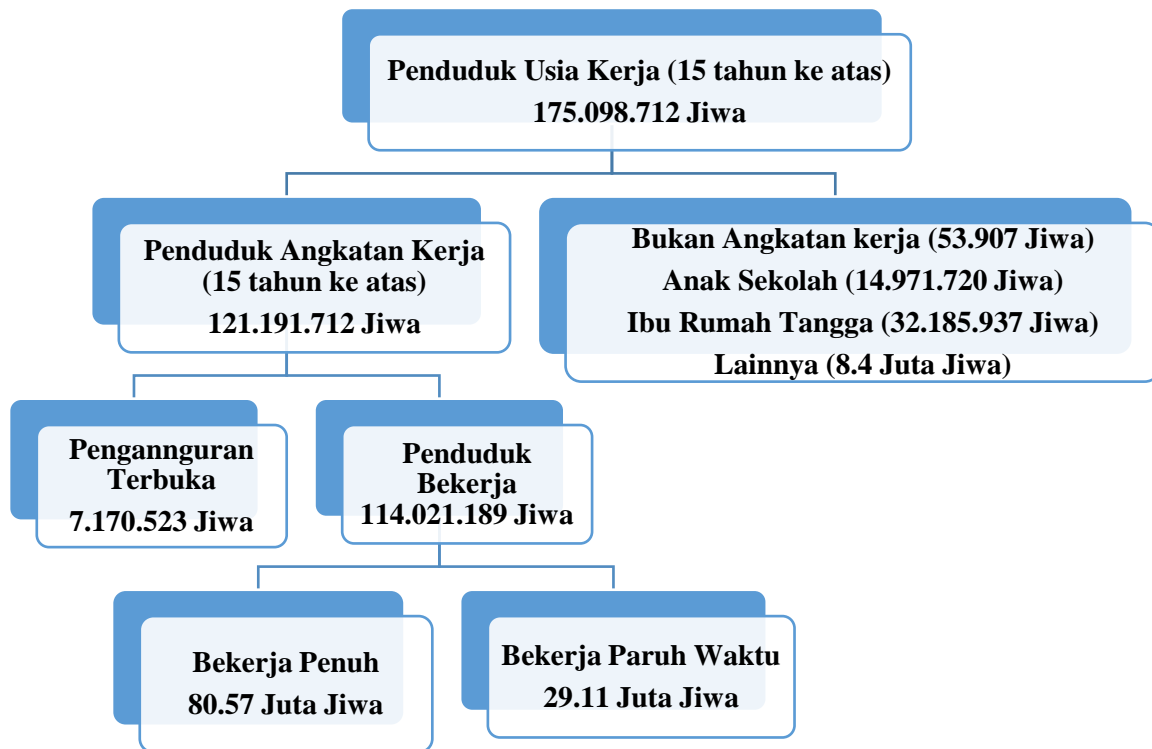 Penduduk Usia Kerja (15 tahun ke atas)
175.098.712 Jiwa
Penduduk Angkatan Kerja
(15 tahun ke atas)
121.191.712 Jiwa
Bukan Angkatan kerja (53.907 Jiwa)
Anak Sekolah (14.971.720 Jiwa)
Ibu Rumah Tangga (32.185.937 Jiwa)
Lainnya (8.4 Juta Jiwa)
Pengannguran
Terbuka
7.170.523 Jiwa
Penduduk
Bekerja
114.021.189 Jiwa
Bekerja Penuh
80.57 Juta Jiwa
Bekerja Paruh Waktu
29.11 Juta Jiwa